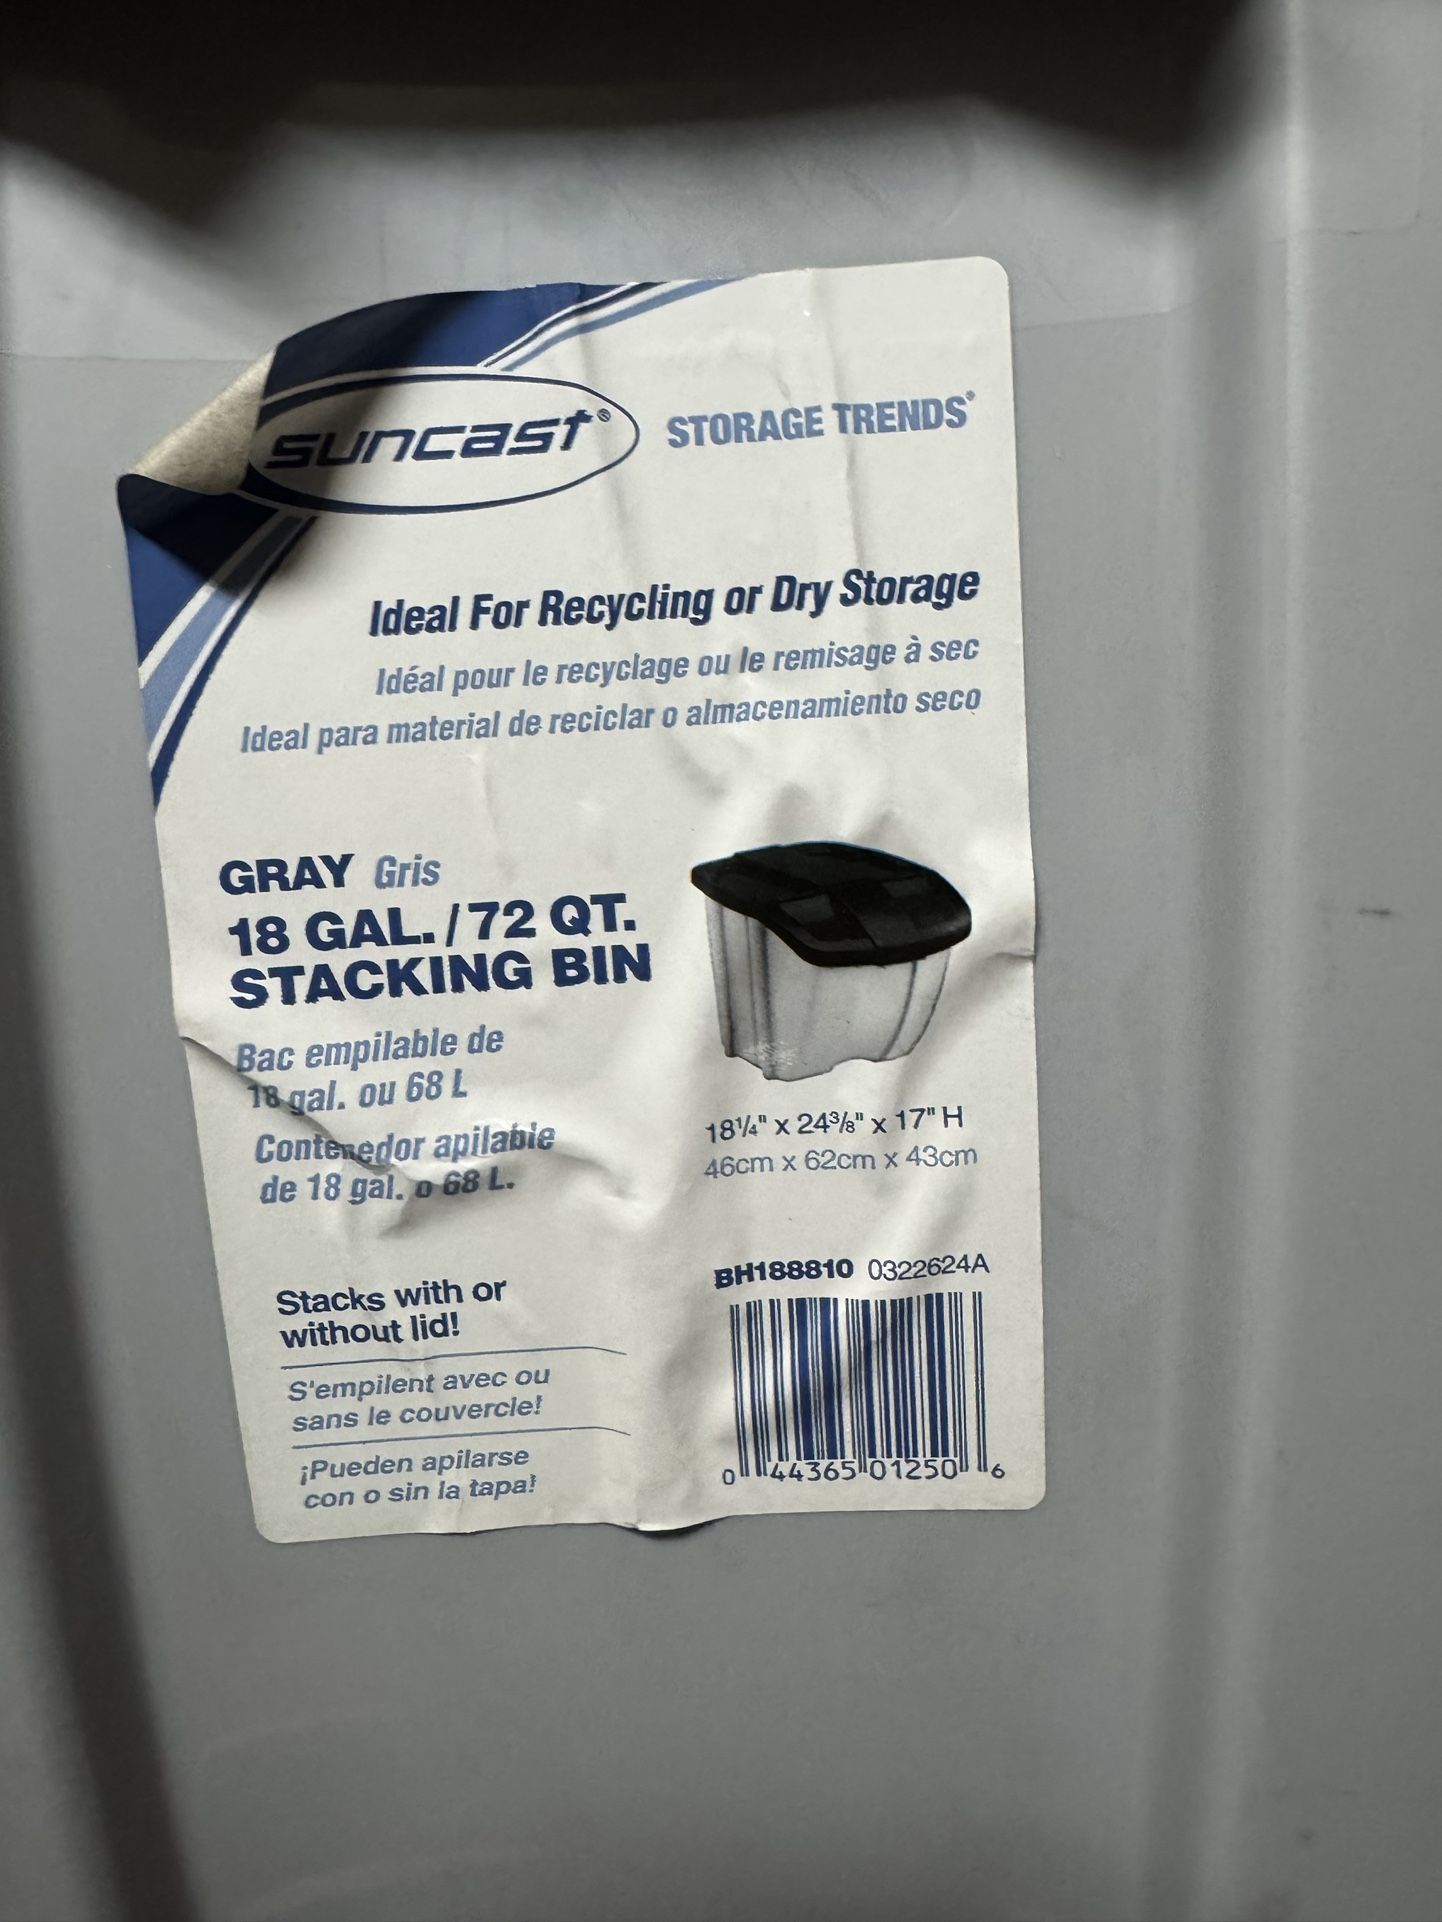 suncast® STORAGE TRENDS®
Ideal For Recycling or Dry Storage
Idéal pour le recyclage ou le remisage à sec
Ideal para material de reciclar o almacenamiento seco
GRAY Gris
18 GAL. / 72 QT.
STACKING BIN
Bac empilable de
18 gal. ou 68 L
Contenedor apilable
de 18 gal. o 68 L.
18¼" x 24⅜" x 17" H
46cm x 62cm x 43cm
Stacks with or
without lid!
S'empilent avec ou
sans le couvercle!
¡Pueden apilarse
con o sin la tapa!
BH188810 0322624A
0 44365 01250 6